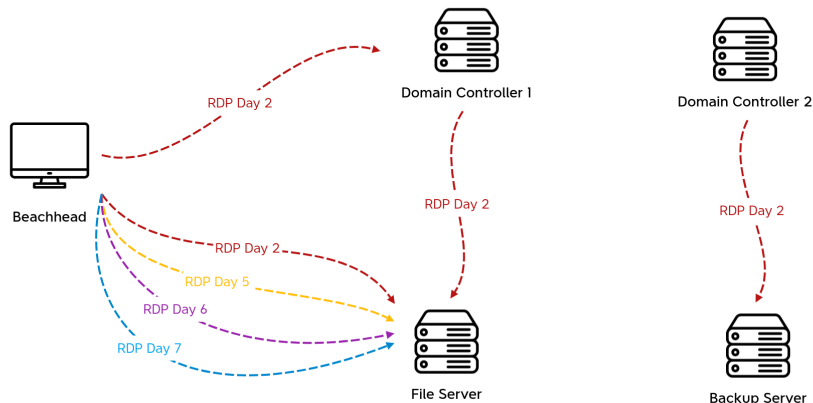 Domain Controller 1
Domain Controller 2
RDP Day 2
Beachhead
RDP Day 2
RDP Day 2
RDP Day 2
RDP Day 5
RDP Day 6
RDP Day 7
File Server
Backup Server